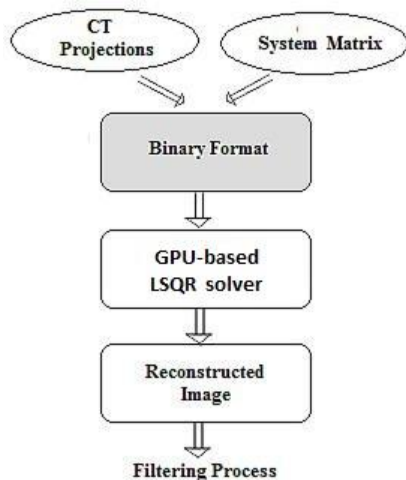 CT
Projections
System Matrix
Binary Format
GPU-based
LSQR solver
Reconstructed
Image
Filtering Process